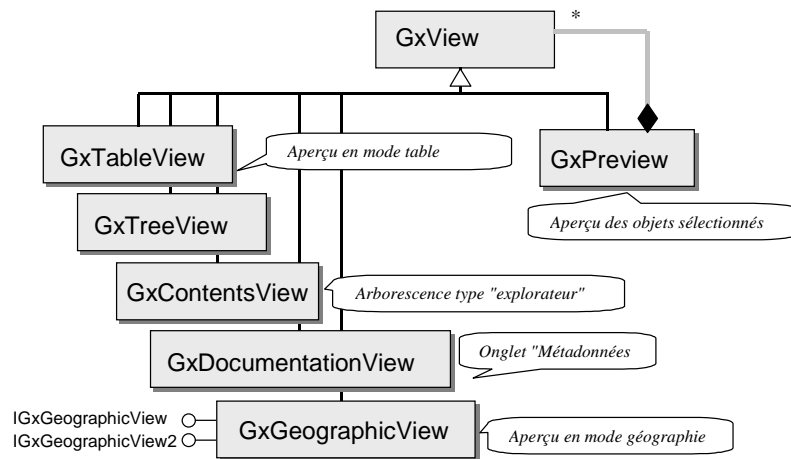 *
GxView
GxTableView
Aperçu en mode table
GxPreview
GxTreeView
Aperçu des objets sélectionnés
GxContentsView
Arborescence type "explorateur"
GxDocumentationView
Onglet "Métadonnées
IGxGeographicView
IGxGeographicView2
GxGeographicView
Aperçu en mode géographie